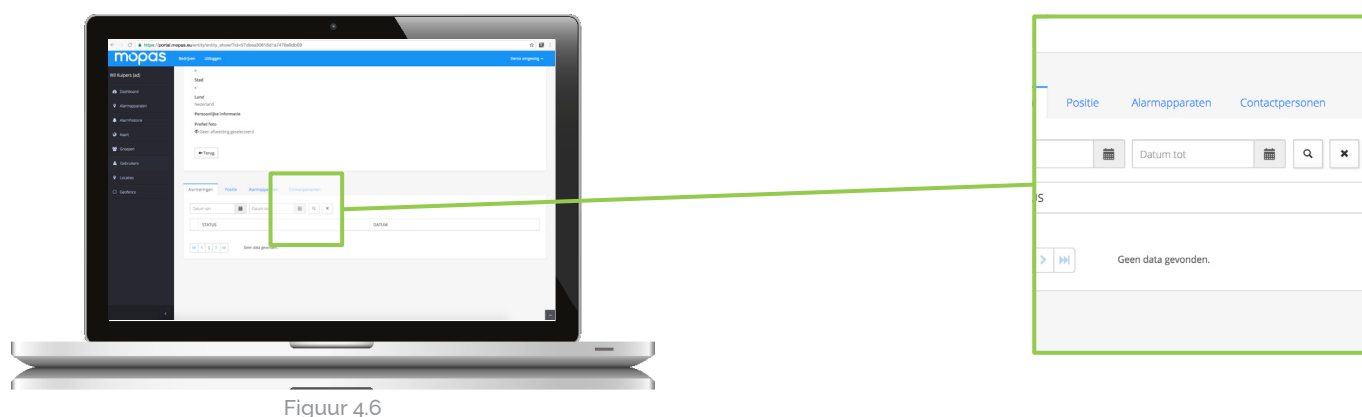 https://portal.mopas.eu/entity/entity_show/?id=
mopas
Bedrijven Uitloggen
Demo omgeving
Wil Kuipers (ad)
Dashboard
Alarmapparaten
Alarmhistorie
Kaart
Groepen
Gebruikers
Locaties
Geofence
Stad
Land
Nederland
Persoonlijke informatie
Profiel foto
Geen afbeelding geselecteerd
Terug
Alarmeringen Positie Alarmapparaten Contactpersonen
Datum van Datum tot
STATUS DATUM
Geen data gevonden.
Positie Alarmapparaten Contactpersonen
Datum tot
US
Geen data gevonden.
Figuur 4.6